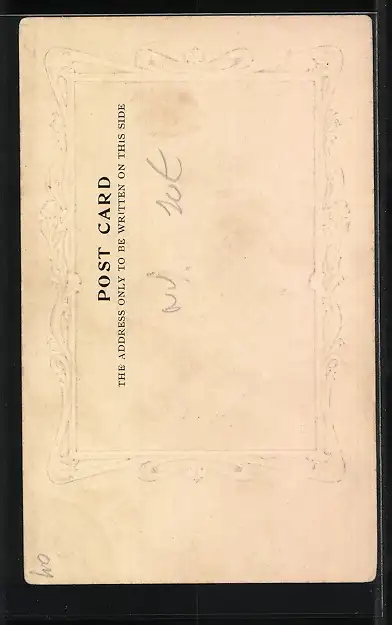 POST CARD
THE ADDRESS ONLY TO BE WRITTEN ON THIS SIDE